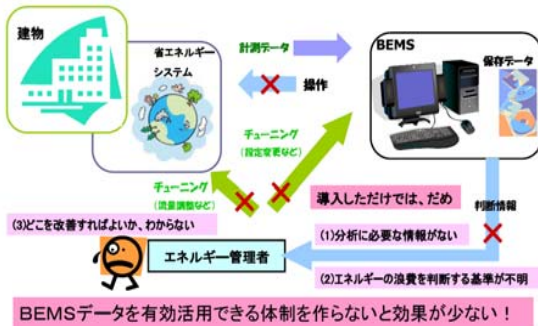 建物
省エネルギー
システム
計測データ
操作
BEMS
保存データ
チューニング
(設定変更など)
チューニング
(流量調整など)
導入しただけでは、だめ
判断情報
(3)どこを改善すればよいか、わからない
(1)分析に必要な情報がない
エネルギー管理者
(2)エネルギーの浪費を判断する基準が不明
BEMSデータを有効活用できる体制を作らないと効果が少ない！